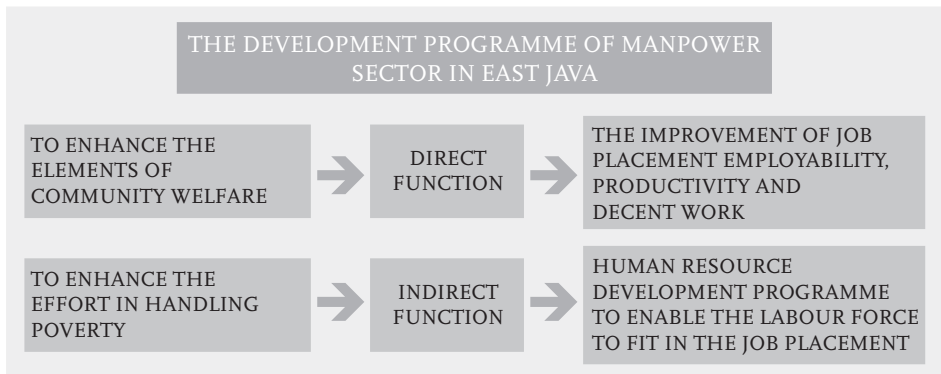 THE DEVELOPMENT PROGRAMME OF MANPOWER
SECTOR IN EAST JAVA
TO ENHANCE THE
ELEMENTS OF
COMMUNITY WELFARE
DIRECT
FUNCTION
THE IMPROVEMENT OF JOB
PLACEMENT EMPLOYABILITY,
PRODUCTIVITY AND
DECENT WORK
TO ENHANCE THE
EFFORT IN HANDLING
POVERTY
INDIRECT
FUNCTION
HUMAN RESOURCE
DEVELOPMENT PROGRAMME
TO ENABLE THE LABOUR FORCE
TO FIT IN THE JOB PLACEMENT